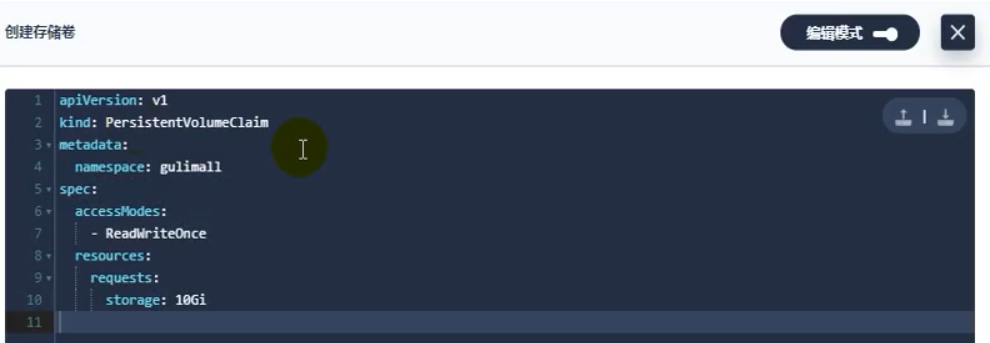 创建存储卷
编辑模式
1 apiVersion: v1
2 kind: PersistentVolumeClaim
3 metadata:
4 namespace: gulimall
5 spec:
6 accessModes:
7 - ReadWriteOnce
8 resources:
9 requests:
10 storage: 10Gi
11